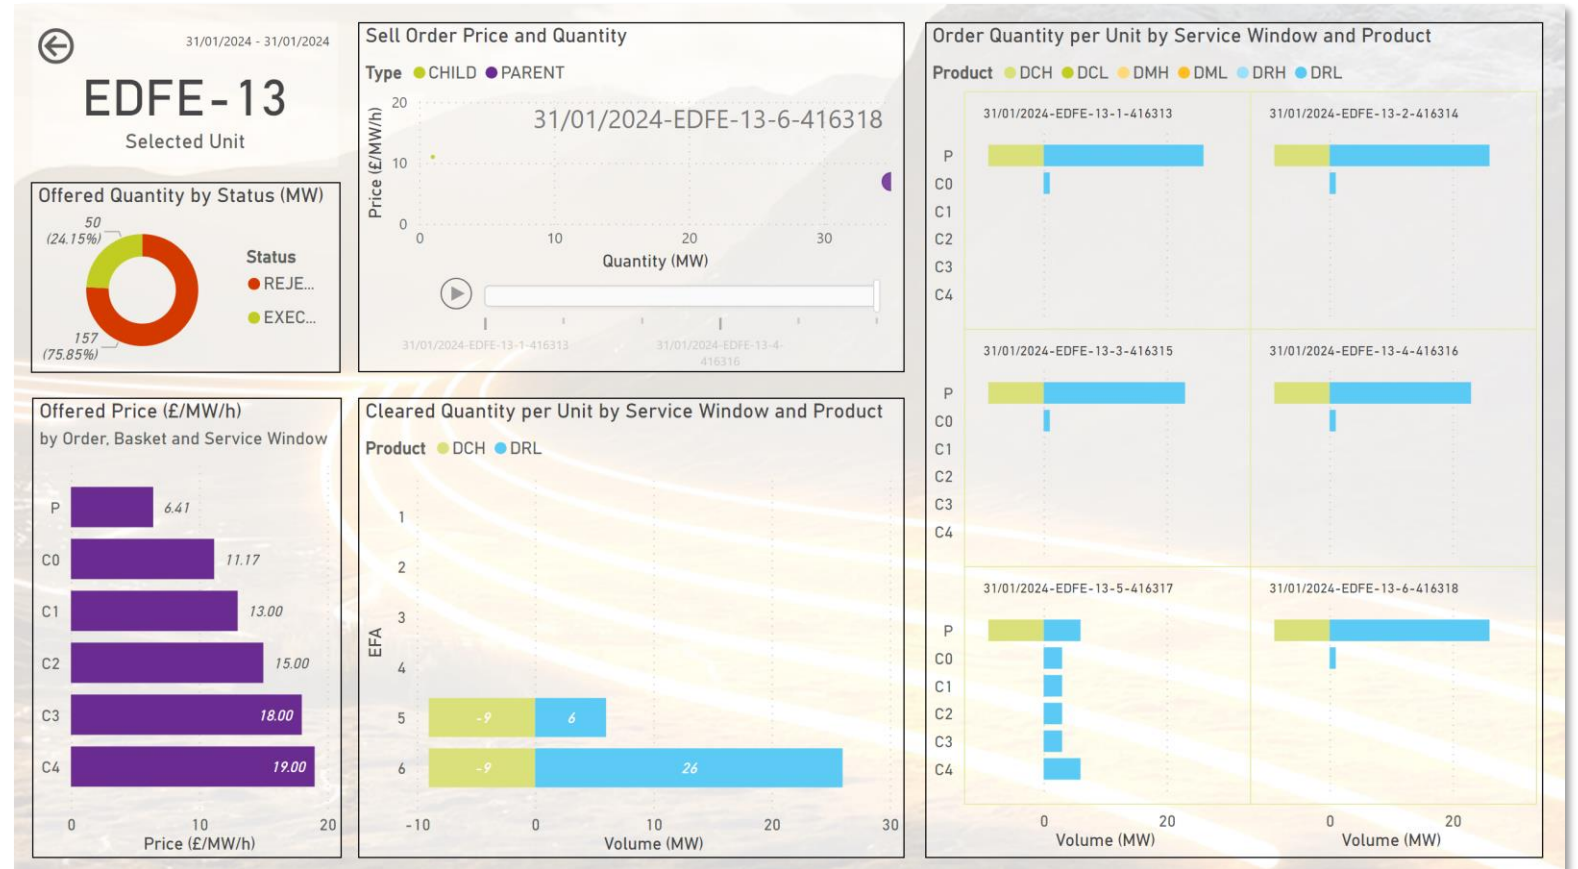 31/01/2024 - 31/01/2024
EDFE-13
Selected Unit
Offered Quantity by Status (MW)
50
(24.15%)
157
(75.85%)
Status
REJE...
EXEC...
Sell Order Price and Quantity
Type CHILD PARENT
31/01/2024-EDFE-13-6-416318
Price (£/MW/h)
20
10
0
0 10 20 30
Quantity (MW)
31/01/2024-EDFE-13-1-416313
31/01/2024-EDFE-13-4-
416316
Offered Price (£/MW/h)
by Order, Basket and Service Window
P 6.41
C0 11.17
C1 13.00
C2 15.00
C3 18.00
C4 19.00
0 10 20
Price (£/MW/h)
Cleared Quantity per Unit by Service Window and Product
Product DCH DRL
EFA
1
2
3
4
5 -9 6
6 -9 26
-10 0 10 20 30
Volume (MW)
Order Quantity per Unit by Service Window and Product
Product DCH DCL DMH DML DRH DRL
31/01/2024-EDFE-13-1-416313 31/01/2024-EDFE-13-2-416314
P
C0
C1
C2
C3
C4
31/01/2024-EDFE-13-3-416315 31/01/2024-EDFE-13-4-416316
P
C0
C1
C2
C3
C4
31/01/2024-EDFE-13-5-416317 31/01/2024-EDFE-13-6-416318
P
C0
C1
C2
C3
C4
0 20 0 20
Volume (MW) Volume (MW)